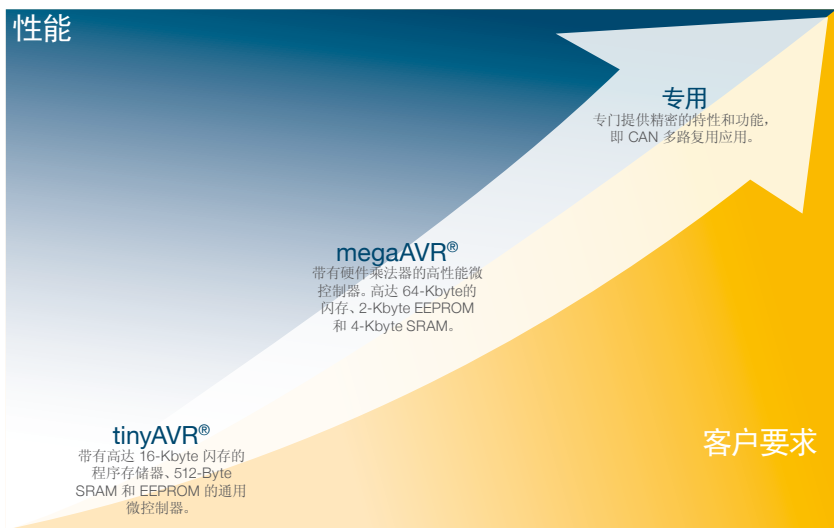 性能
专用
专门提供精密的特性和功能，
即 CAN 多路复用应用。
megaAVR®
带有硬件乘法器的高性能微
控制器。高达 64-Kbyte的
闪存、2-Kbyte EEPROM
和 4-Kbyte SRAM。
tinyAVR®
带有高达 16-Kbyte 闪存的
程序存储器、512-Byte
SRAM 和 EEPROM 的通用
微控制器。
客户要求